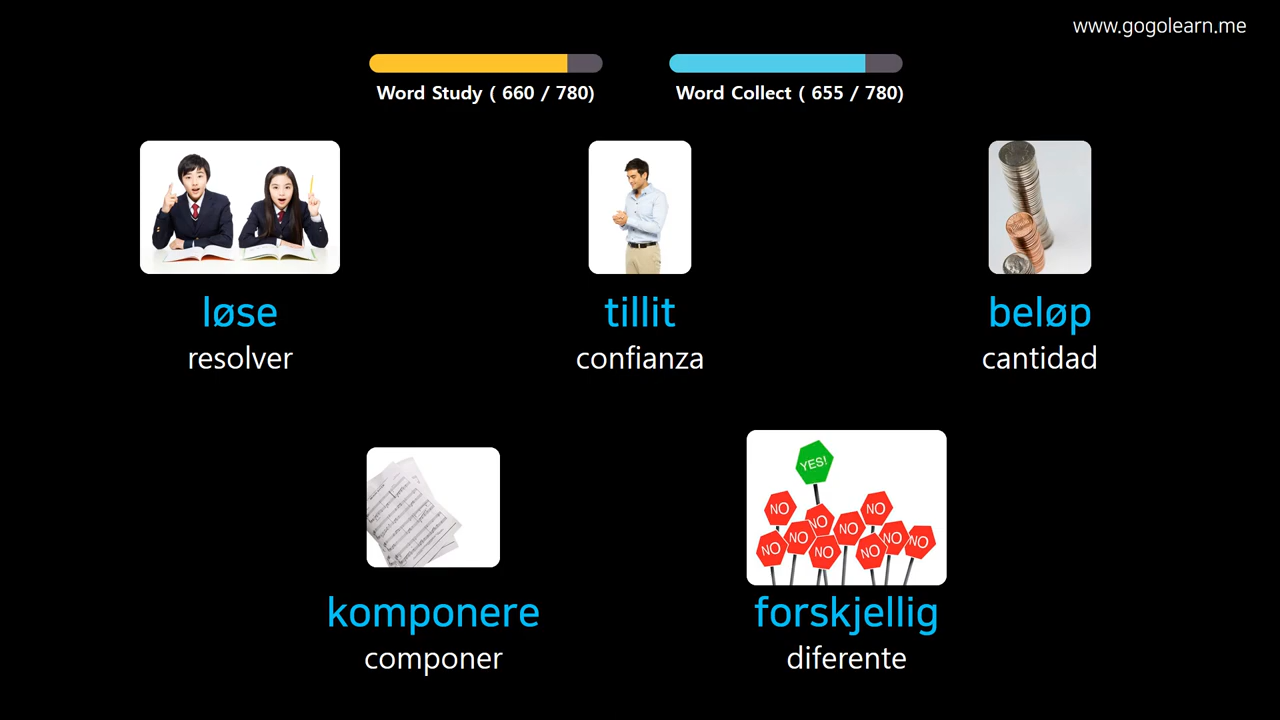 www.gogolearn.me
Word Study ( 660 / 780)
Word Collect ( 655 / 780)
løse
resolver
tillit
confianza
beløp
cantidad
YES!
NO
NO
NO
NO
NO
NO
NO
NO
NO
NO
komponere
componer
forskjellig
diferente